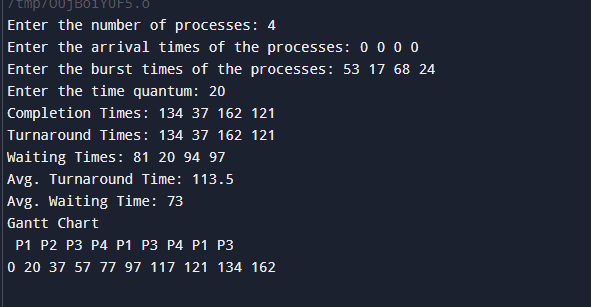 Enter the number of processes: 4
Enter the arrival times of the processes: 0 0 0 0
Enter the burst times of the processes: 53 17 68 24
Enter the time quantum: 20
Completion Times: 134 37 162 121
Turnaround Times: 134 37 162 121
Waiting Times: 81 20 94 97
Avg. Turnaround Time: 113.5
Avg. Waiting Time: 73
Gantt Chart
P1 P2 P3 P4 P1 P3 P4 P1 P3
0 20 37 57 77 97 117 121 134 162